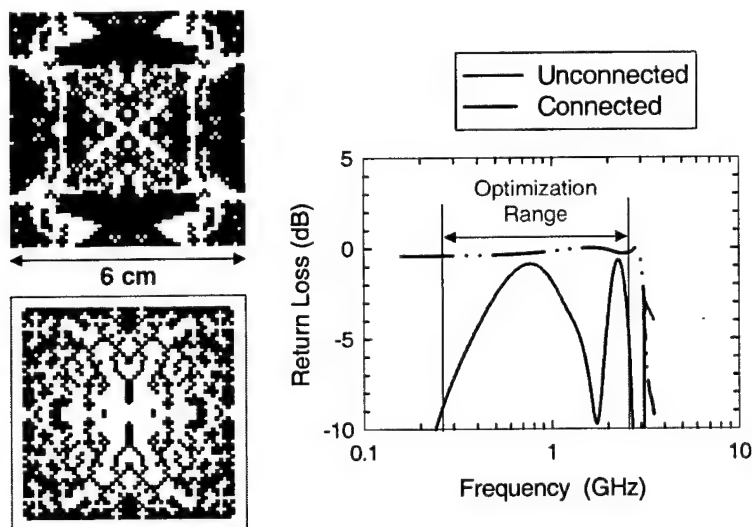 6 cm
Unconnected
Connected
Return Loss (dB)
5
0
-5
-10
Optimization
Range
0.1
1
10
Frequency (GHz)